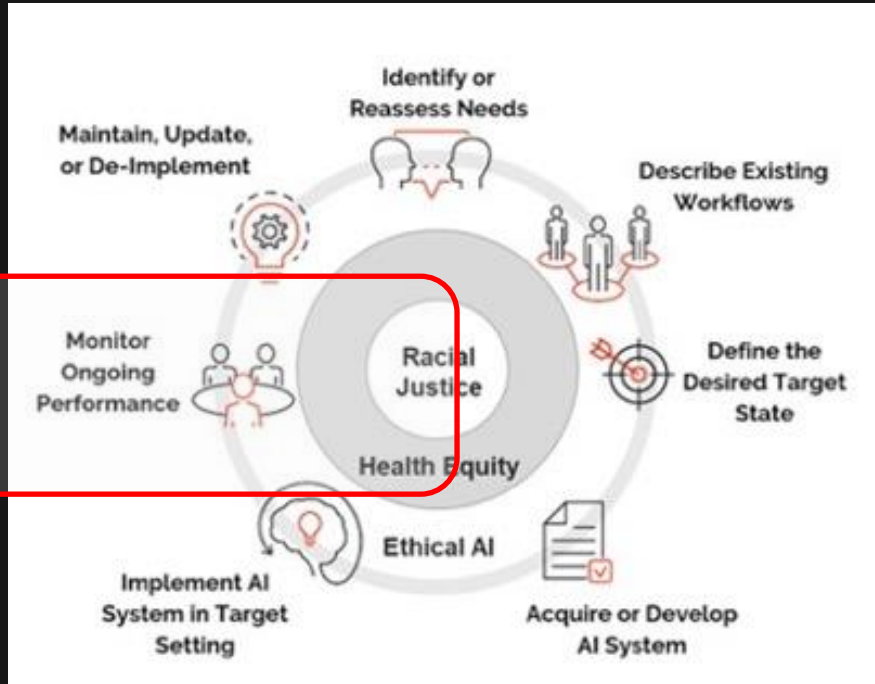 Identify or
Reassess Needs
Maintain, Update,
or De-Implement
Describe Existing
Workflows
Monitor
Ongoing
Performance
Racial
Justice
Define the
Desired Target
State
Health Equity
Ethical AI
Implement AI
System in Target
Setting
Acquire or Develop
AI System